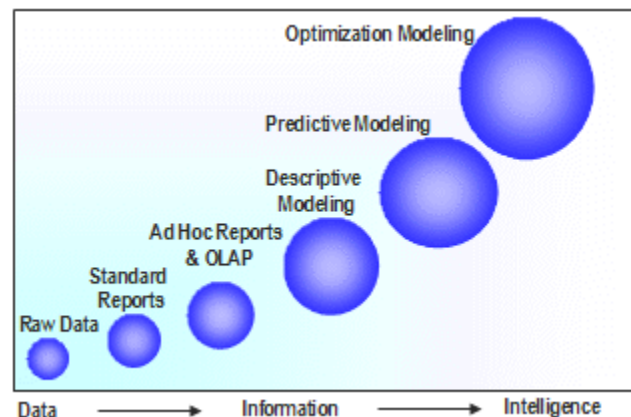 Optimization Modeling
Predictive Modeling
Descriptive
Modeling
Ad Hoc Reports
& OLAP
Standard
Reports
Raw Data
Data
Information
Intelligence